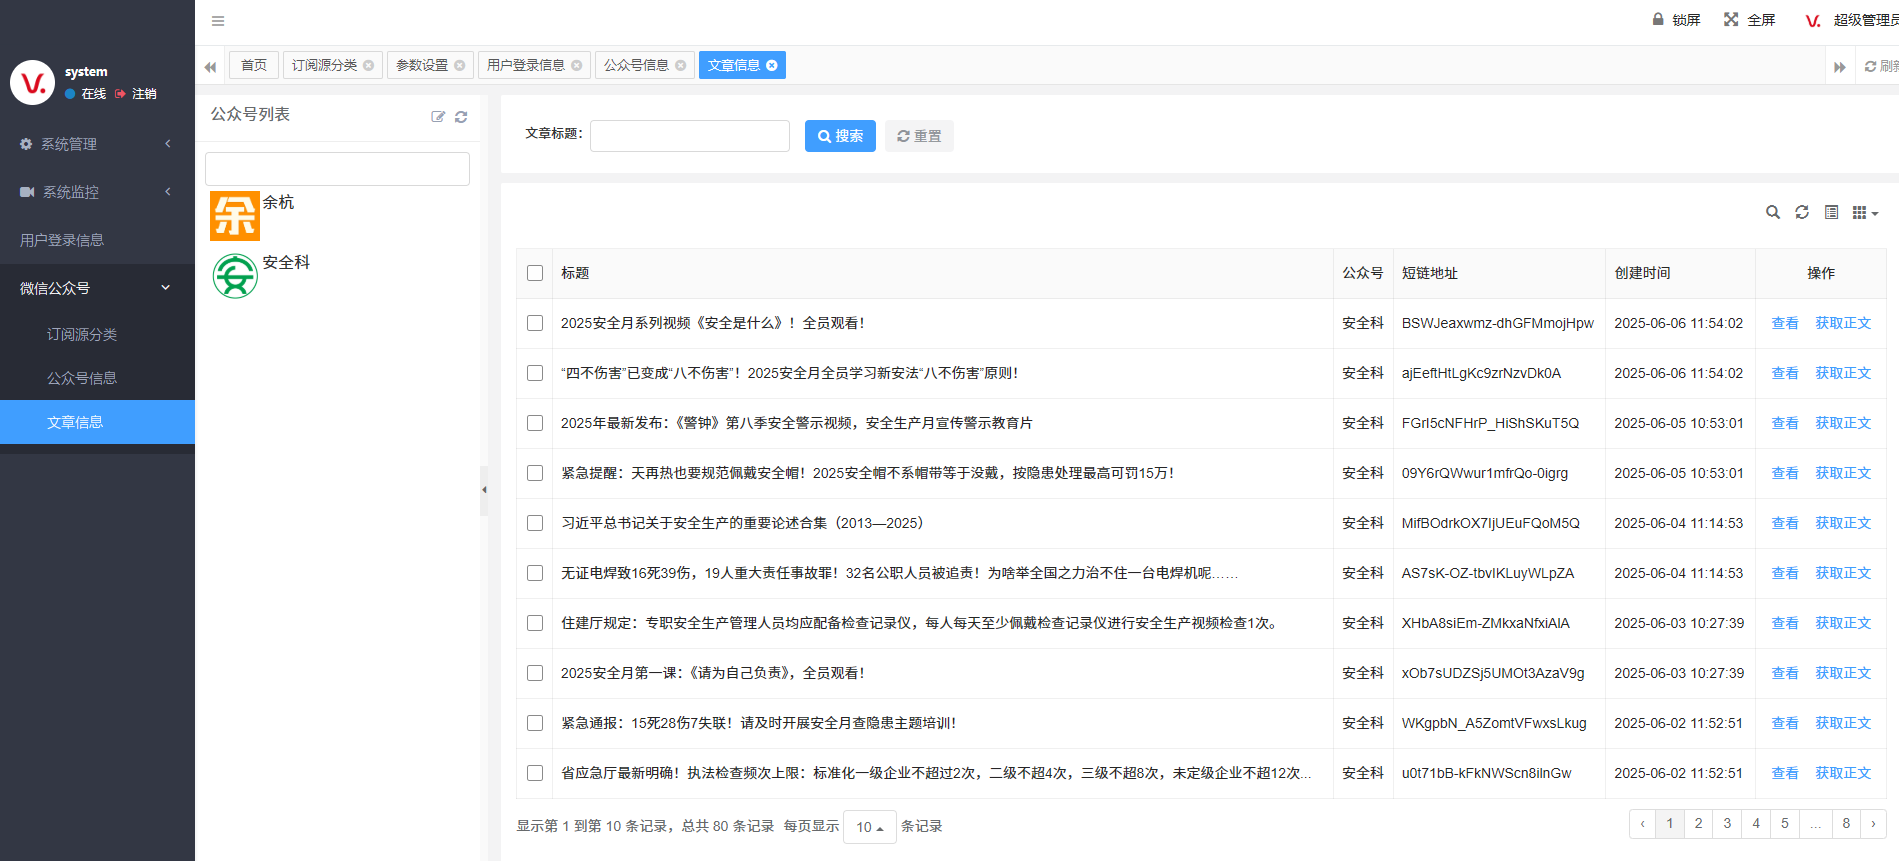 锁屏 全屏 V. 超级管理员
首页 订阅源分类 参数设置 用户登录信息 公众号信息 文章信息 刷新
V. system
在线 注销
系统管理
系统监控
用户登录信息
微信公众号
订阅源分类
公众号信息
文章信息
公众号列表
余 余杭
安全科
文章标题： 搜索 重置
标题 公众号 短链地址 创建时间 操作
2025安全月系列视频《安全是什么》！全员观看！ 安全科 BSWJeaxwmz-dhGFMmojHpw 2025-06-06 11:54:02 查看 获取正文
“四不伤害”已变成“八不伤害”！2025安全月全员学习新安法“八不伤害”原则！ 安全科 ajEeftHtLgKc9zrNzvDk0A 2025-06-06 11:54:02 查看 获取正文
2025年最新发布：《警钟》第八季安全警示视频，安全生产月宣传警示教育片 安全科 FGrI5cNFHrP_HiShSKuT5Q 2025-06-05 10:53:01 查看 获取正文
紧急提醒：天再热也要规范佩戴安全帽！2025安全帽不系帽带等于没戴，按隐患处理最高可罚15万！ 安全科 09Y6rQWwur1mfrQo-0igrg 2025-06-05 10:53:01 查看 获取正文
习近平总书记关于安全生产的重要论述合集（2013—2025） 安全科 MifBOdrkOX7IjUEuFQoM5Q 2025-06-04 11:14:53 查看 获取正文
无证电焊致16死39伤，19人重大责任事故罪！32名公职人员被追责！为啥举全国之力治不住一台电焊机呢…… 安全科 AS7sK-OZ-tbvIKLuyWLpZA 2025-06-04 11:14:53 查看 获取正文
住建厅规定：专职安全生产管理人员均应配备检查记录仪，每人每天至少佩戴检查记录仪进行安全生产视频检查1次。 安全科 XHbA8siEm-ZMkxaNfxiAlA 2025-06-03 10:27:39 查看 获取正文
2025安全月第一课：《请为自己负责》，全员观看！ 安全科 xOb7sUDZSj5UMOt3AzaV9g 2025-06-03 10:27:39 查看 获取正文
紧急通报：15死28伤7失联！请及时开展安全月查隐患主题培训！ 安全科 WKgpbN_A5ZomtVFwxsLkug 2025-06-02 11:52:51 查看 获取正文
省应急厅最新明确！执法检查频次上限：标准化一级企业不超过2次，二级不超4次，三级不超8次，未定级企业不超12次... 安全科 u0t71bB-kFkNWScn8iInGw 2025-06-02 11:52:51 查看 获取正文
显示第 1 到第 10 条记录，总共 80 条记录 每页显示 10 条记录 ‹ 1 2 3 4 5 ... 8 ›